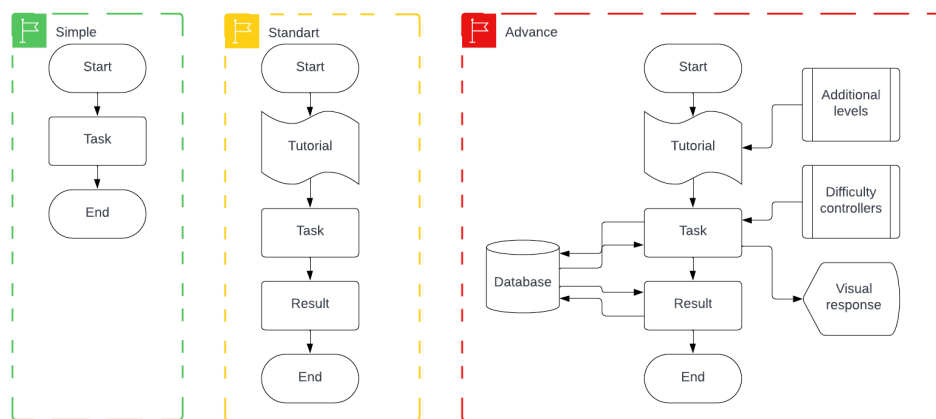 Simple
Start
Task
End
Standart
Start
Tutorial
Task
Result
End
Advance
Start
Tutorial
Task
Result
End
Database
Additional
levels
Difficulty
controllers
Visual
response